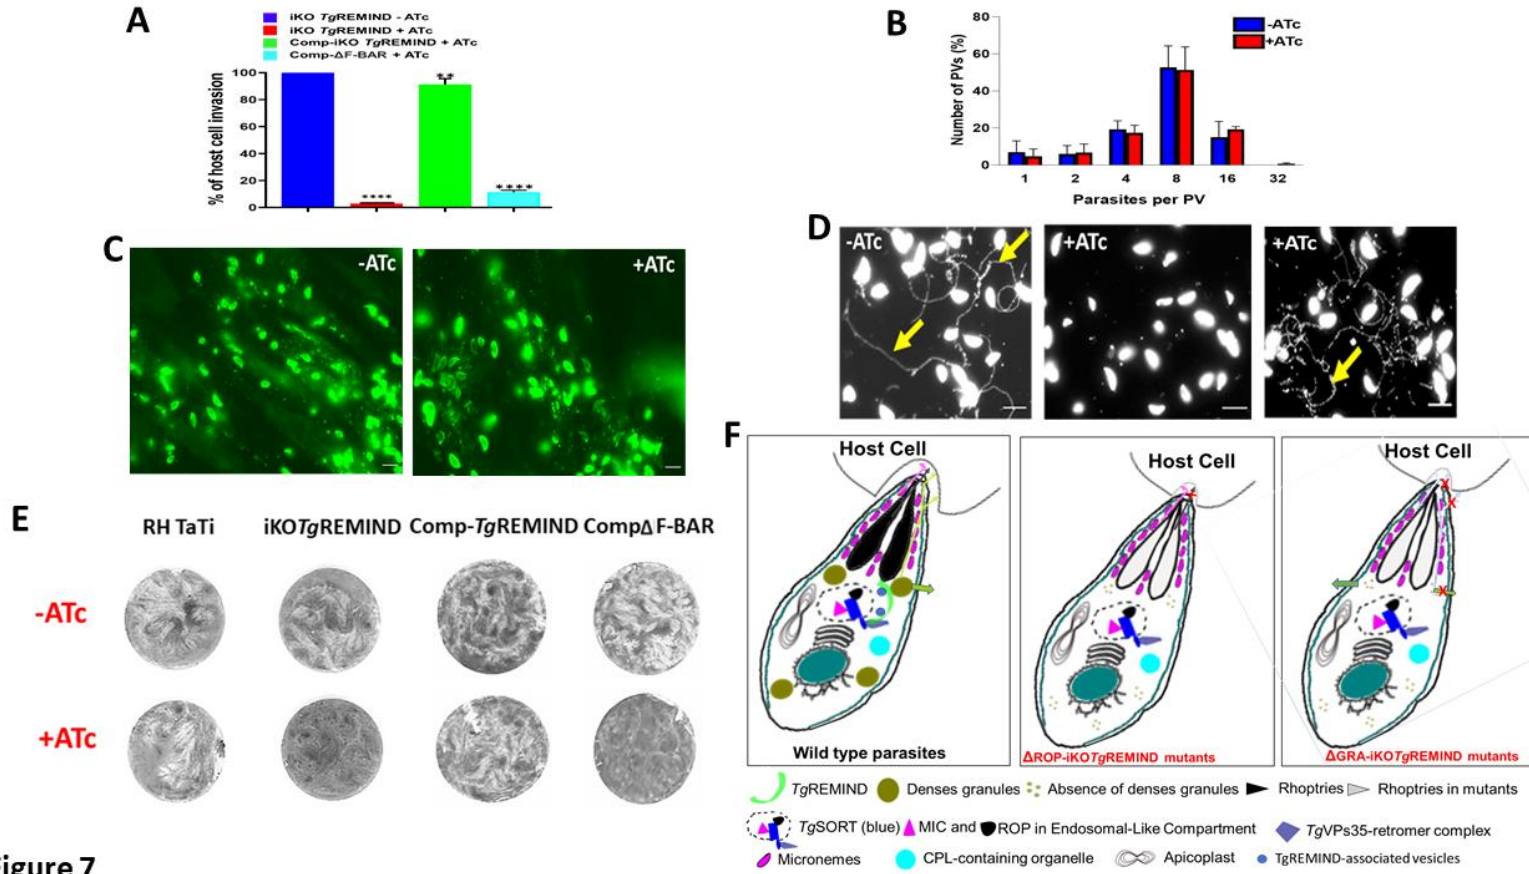 A
iKO TgREMIND - ATc
iKO TgREMIND + ATc
Comp-iKO TgREMIND + ATc
Comp-ΔF-BAR + ATc
% of host cell invasion
100
80
60
40
20
0
****
**
****
B
-ATc
+ATc
Number of PVs (%)
80
60
40
20
0
1 2 4 8 16 32
Parasites per PV
C
-ATc
+ATc
D
-ATc
+ATc
+ATc
E
RH TaTi iKOTgREMIND Comp-TgREMIND CompΔF-BAR
-ATc
+ATc
F
Host Cell
Wild type parasites
Host Cell
x
ΔROP-iKOTgREMIND mutants
Host Cell
x
x
x
ΔGRA-iKOTgREMIND mutants
TgREMIND Denses granules Absence of denses granules Rhoptries Rhoptries in mutants
TgSORT (blue) MIC and ROP in Endosomal-Like Compartment TgVPs35-retromer complex
Micronemes CPL-containing organelle Apicoplast TgREMIND-associated vesicles
igure 7